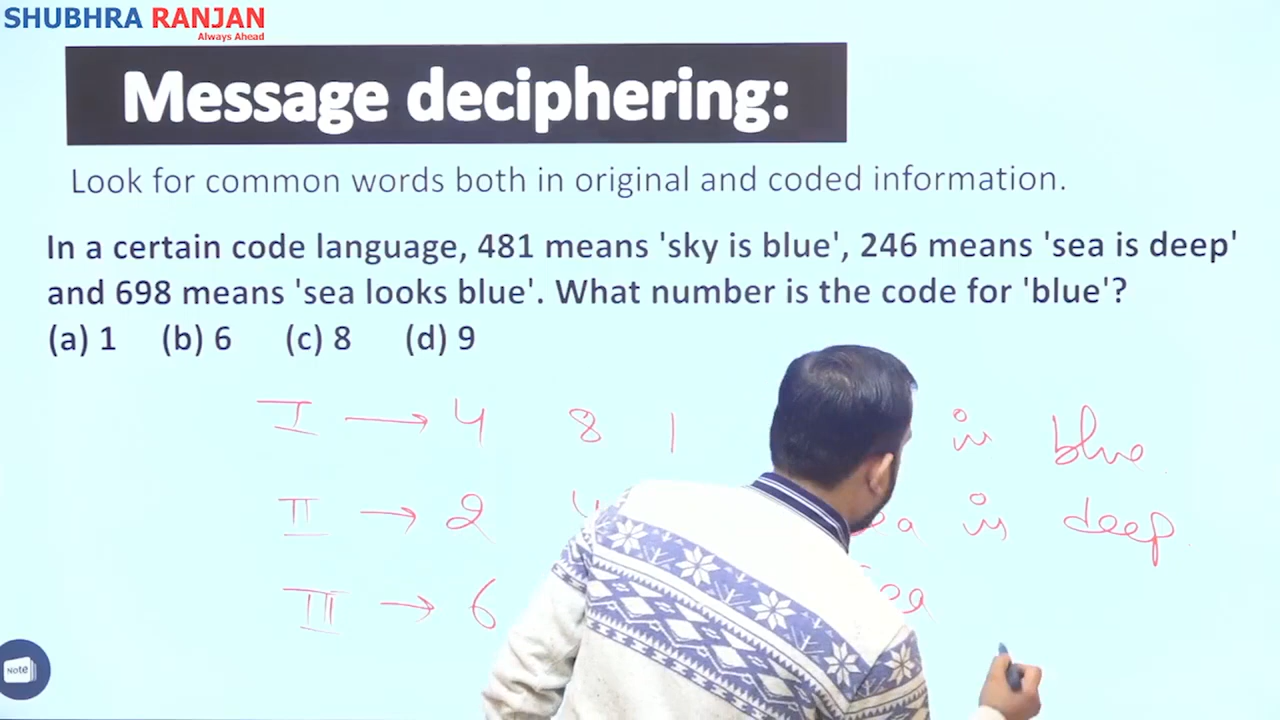 SHUBHRA RANJAN
Always Ahead
Message deciphering:
Look for common words both in original and coded information.
In a certain code language, 481 means 'sky is blue', 246 means 'sea is deep'
and 698 means 'sea looks blue'. What number is the code for 'blue'?
(a) 1 (b) 6 (c) 8 (d) 9
I → 4 8 1 is blue
II → 2 4 is deep
III → 6
Note